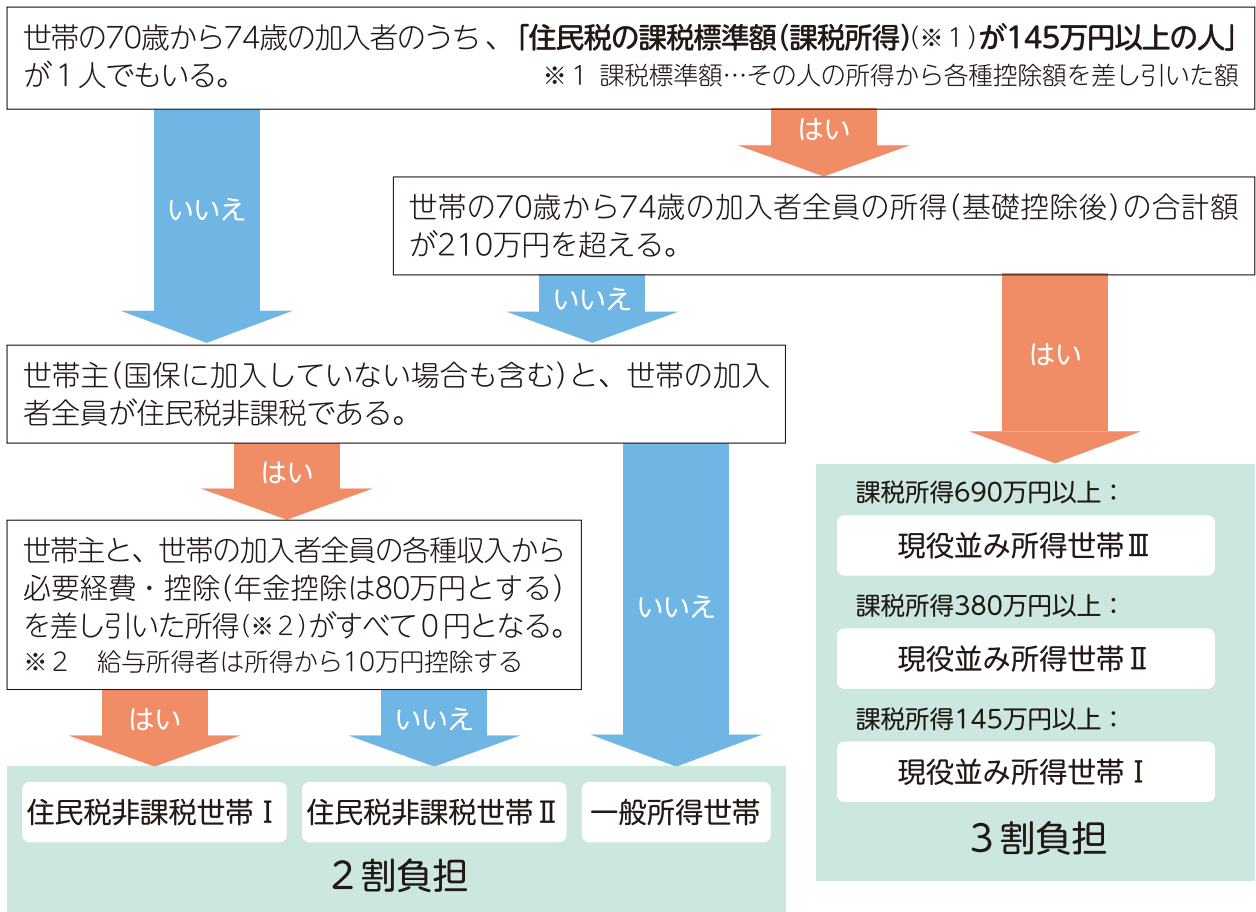 世帯の70歳から74歳の加入者のうち、「住民税の課税標準額(課税所得)(※1)が145万円以上の人」
が1人でもいる。
※1 課税標準額…その人の所得から各種控除額を差し引いた額
いいえ
はい
世帯の70歳から74歳の加入者全員の所得(基礎控除後)の合計額
が210万円を超える。
いいえ
はい
世帯主(国保に加入していない場合も含む)と、世帯の加入
者全員が住民税非課税である。
はい
いいえ
世帯主と、世帯の加入者全員の各種収入から
必要経費・控除(年金控除は80万円とする)
を差し引いた所得(※2)がすべて0円となる。
※2 給与所得者は所得から10万円控除する
はい
いいえ
住民税非課税世帯Ⅰ
住民税非課税世帯Ⅱ
一般所得世帯
2割負担
課税所得690万円以上:
現役並み所得世帯Ⅲ
課税所得380万円以上:
現役並み所得世帯Ⅱ
課税所得145万円以上:
現役並み所得世帯Ⅰ
3割負担